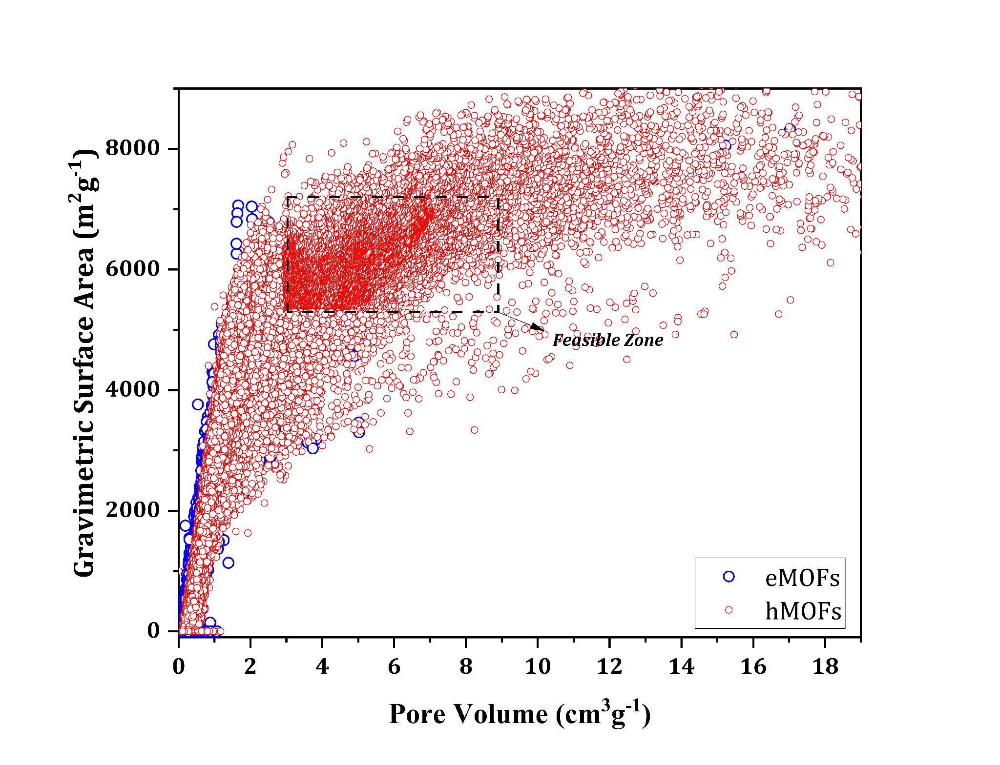 Gravimetric Surface Area (m²g⁻¹)
8000
6000
4000
2000
0
Feasible Zone
eMOFs
hMOFs
0 2 4 6 8 10 12 14 16 18
Pore Volume (cm³g⁻¹)